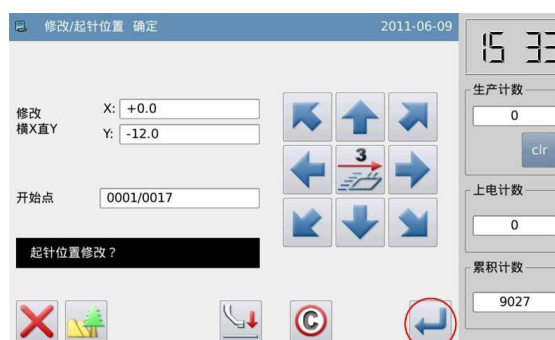 修改/起针位置 确定 2011-06-09
15 33
生产计数
0
修改
横X直Y
X: +0.0
Y: -12.0
clr
3
上电计数
开始点 0001/0017
0
起针位置修改？
累积计数
9027
C